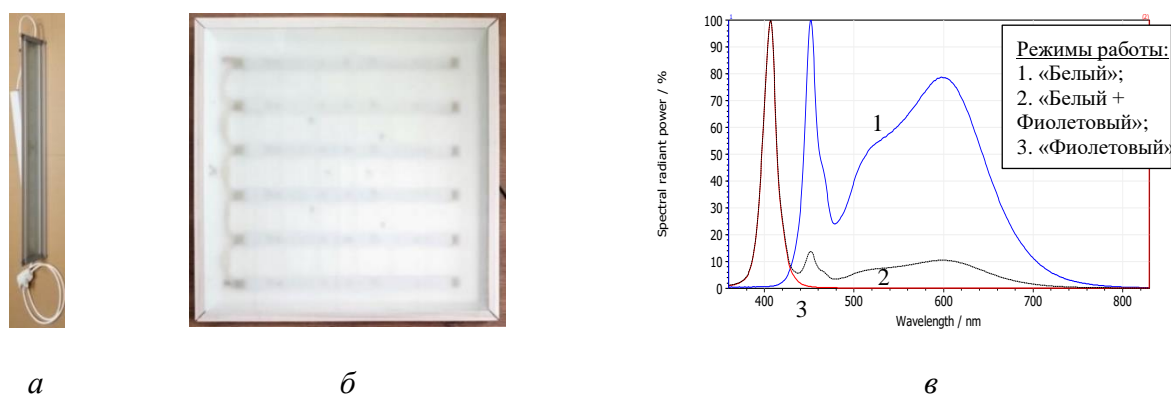 100
90
80
70
60
50
40
30
20
10
0
Spectral radiant power / %
400
500
600
700
800
Wavelength / nm
1
2
3
Режимы работы:
1. «Белый»;
2. «Белый +
Фиолетовый»;
3. «Фиолетовый»
а
б
в